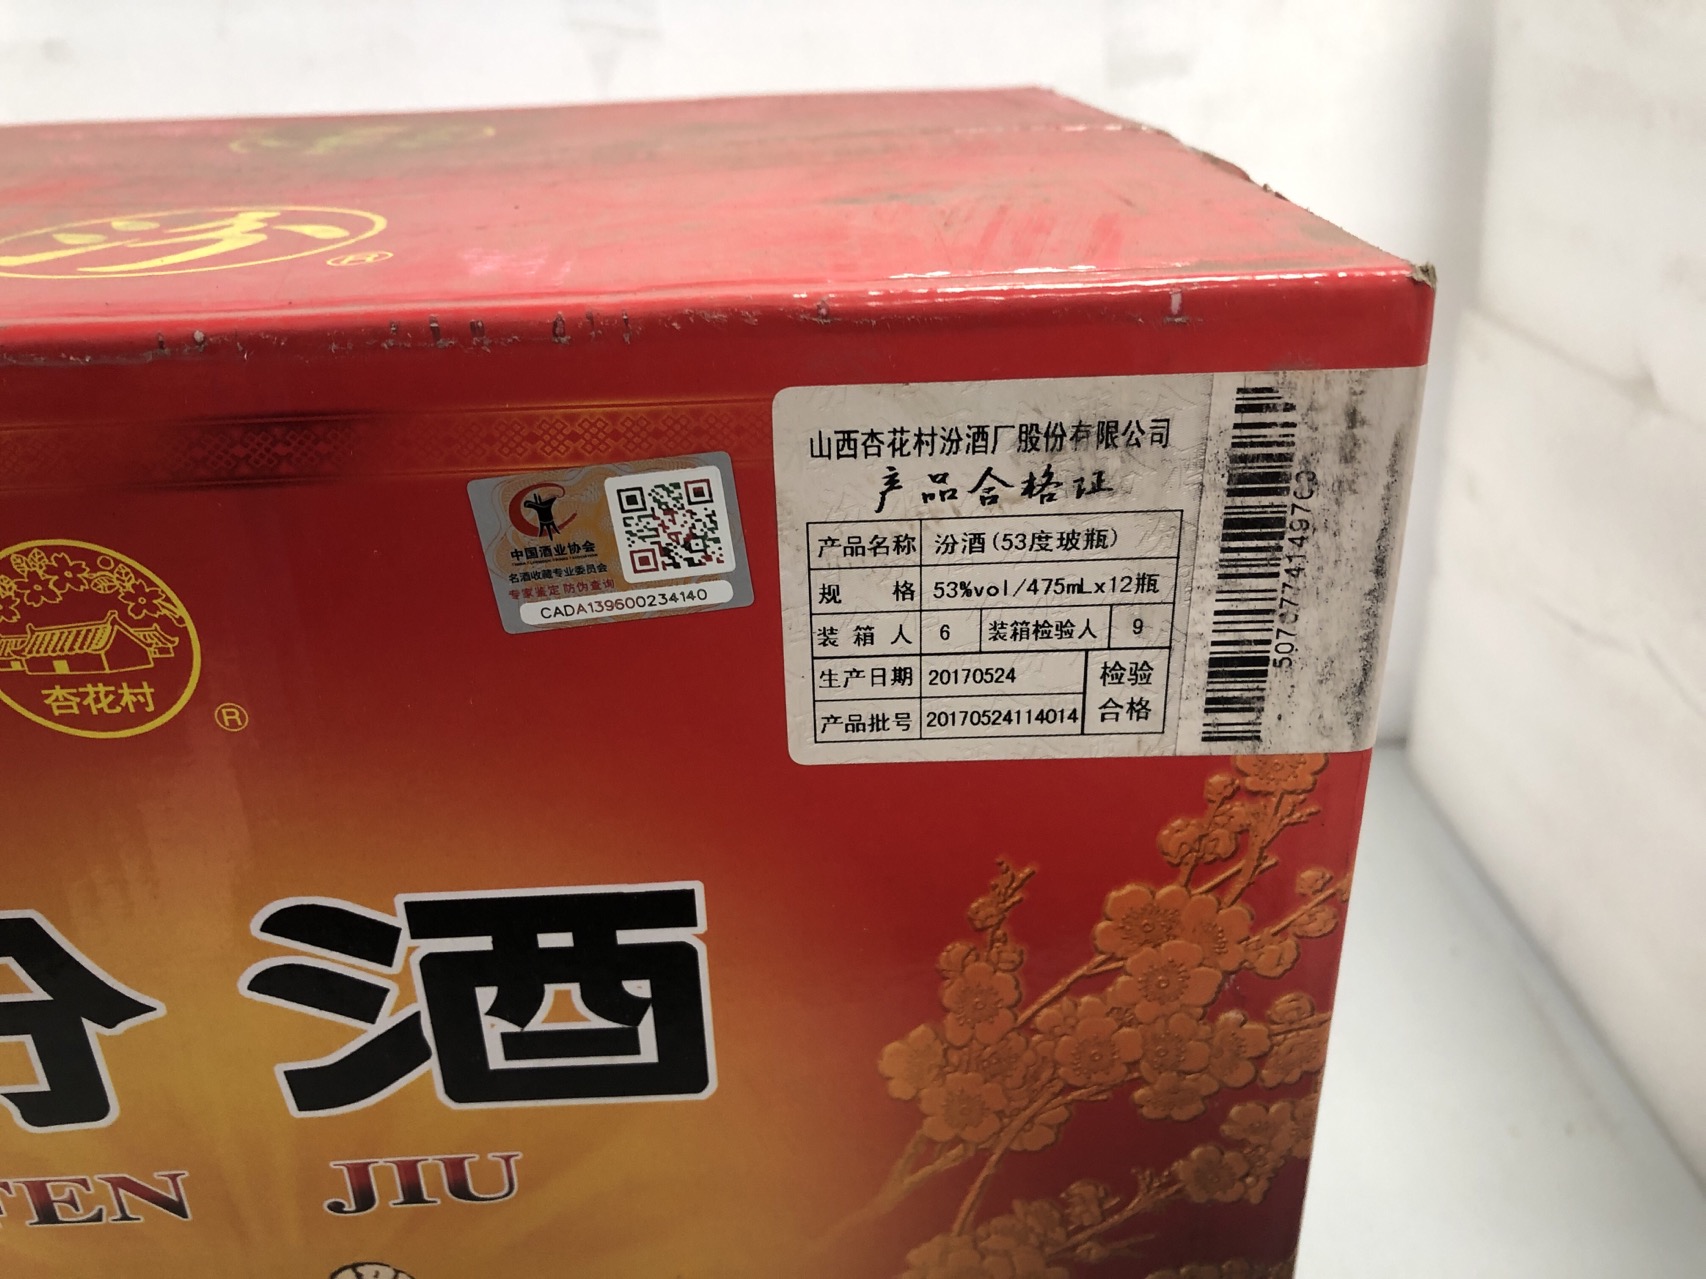 汾
®
杏花村
®
中国酒业协会
名酒收藏专业委员会
专家鉴定 防伪查询
CADA139600234140
山西杏花村汾酒厂股份有限公司
产品合格证
产品名称 汾酒(53度玻瓶)
规 格 53%vol/475mLx12瓶
装箱人 6 装箱检验人 9
生产日期 20170524
产品批号 20170524114014
检验
合格
汾酒
FEN JIU